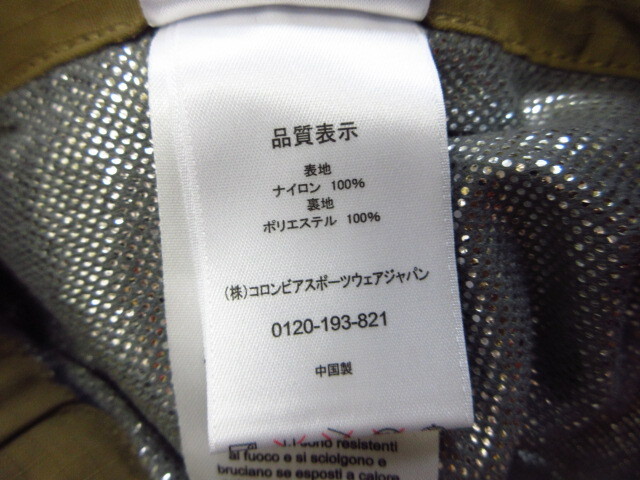 品質表示
表地
ナイロン 100%
裏地
ポリエステル 100%
(株)コロンビアスポーツウェアジャパン
0120-193-821
中国製
resistenti
al fuoco e si sciolgono e
bruciano se esposti a calore